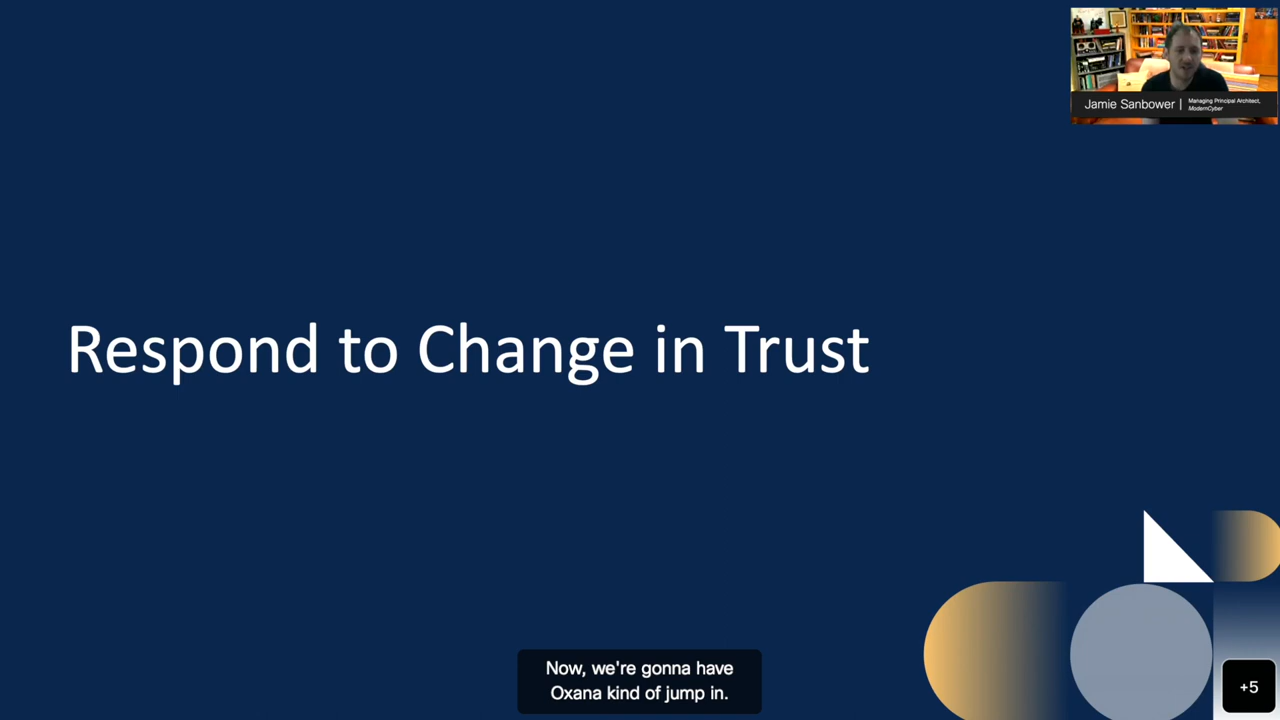 Jamie Sanbower |
Managing Principal Architect,
ModernCyber
Respond to Change in Trust
Now, we're gonna have
Oxana kind of jump in.
+5